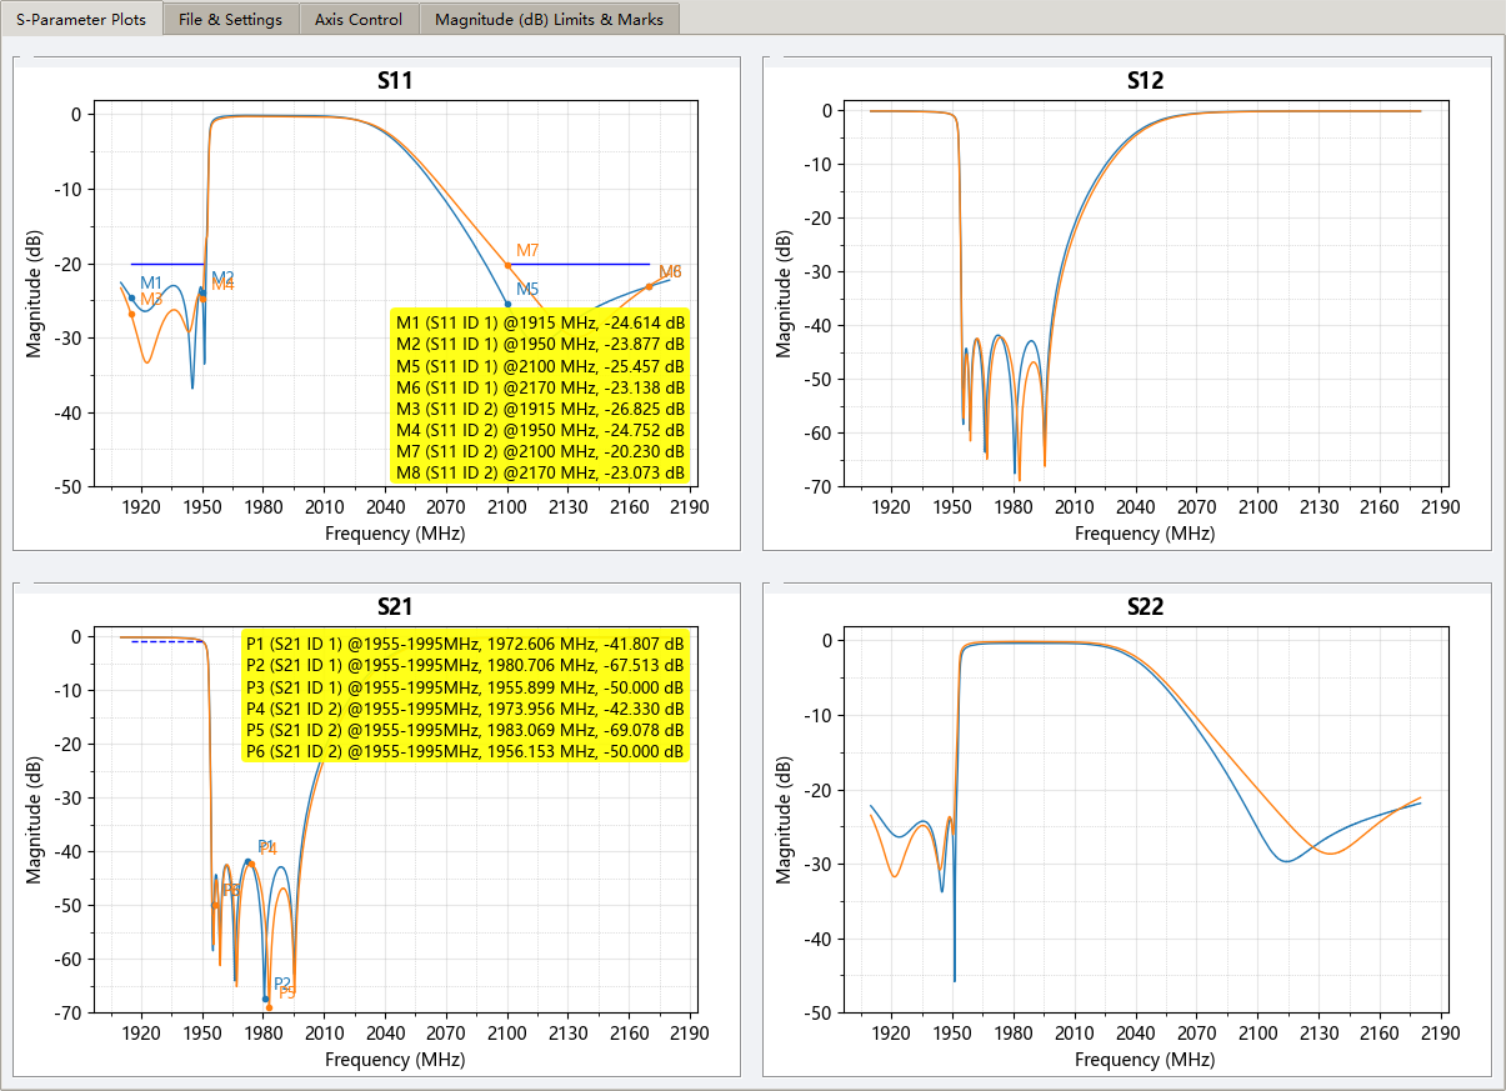 S-Parameter Plots
File & Settings
Axis Control
Magnitude (dB) Limits & Marks
S11
0
-10
-20
-30
-40
-50
Magnitude (dB)
M1
M2
M3
M4
M5
M6
M7
M8
M1 (S11 ID 1) @1915 MHz, -24.614 dB
M2 (S11 ID 1) @1950 MHz, -23.877 dB
M5 (S11 ID 1) @2100 MHz, -25.457 dB
M6 (S11 ID 1) @2170 MHz, -23.138 dB
M3 (S11 ID 2) @1915 MHz, -26.825 dB
M4 (S11 ID 2) @1950 MHz, -24.752 dB
M7 (S11 ID 2) @2100 MHz, -20.230 dB
M8 (S11 ID 2) @2170 MHz, -23.073 dB
1920 1950 1980 2010 2040 2070 2100 2130 2160 2190
Frequency (MHz)
S12
0
-10
-20
-30
-40
-50
-60
-70
Magnitude (dB)
1920 1950 1980 2010 2040 2070 2100 2130 2160 2190
Frequency (MHz)
S21
0
-10
-20
-30
-40
-50
-60
-70
Magnitude (dB)
P1 (S21 ID 1) @1955-1995MHz, 1972.606 MHz, -41.807 dB
P2 (S21 ID 1) @1955-1995MHz, 1980.706 MHz, -67.513 dB
P3 (S21 ID 1) @1955-1995MHz, 1955.899 MHz, -50.000 dB
P4 (S21 ID 2) @1955-1995MHz, 1973.956 MHz, -42.330 dB
P5 (S21 ID 2) @1955-1995MHz, 1983.069 MHz, -69.078 dB
P6 (S21 ID 2) @1955-1995MHz, 1956.153 MHz, -50.000 dB
P1
P4
P3
P6
P2
P5
1920 1950 1980 2010 2040 2070 2100 2130 2160 2190
Frequency (MHz)
S22
0
-10
-20
-30
-40
-50
Magnitude (dB)
1920 1950 1980 2010 2040 2070 2100 2130 2160 2190
Frequency (MHz)